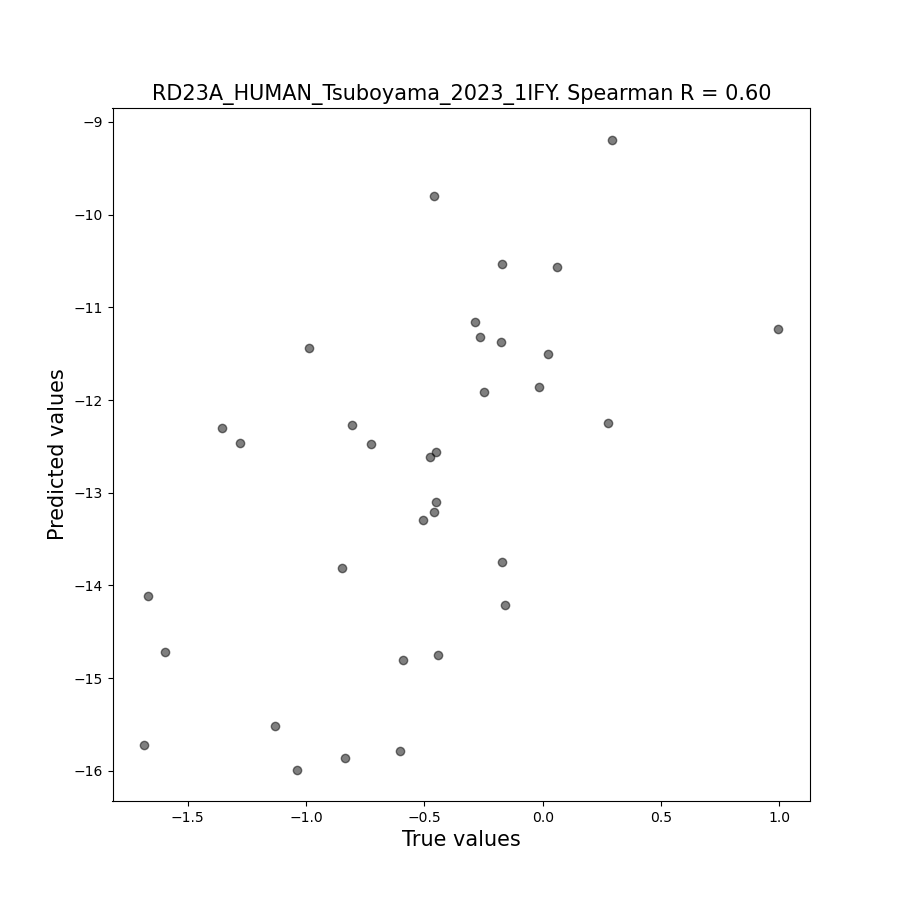 RD23A_HUMAN_Tsuboyama_2023_1IFY. Spearman R = 0.60
−9
−10
−11
−12
−13
−14
−15
−16
Predicted values
−1.5 −1.0 −0.5 0.0 0.5 1.0
True values